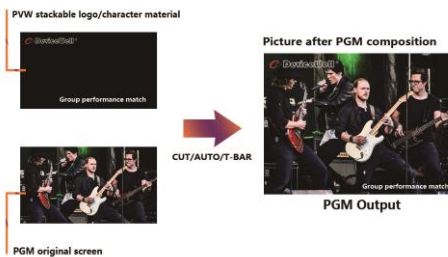 PVW stackable logo/character material
DeviceWell
Group performance match
PGM original screen
CUT/AUTO/T-BAR
Picture after PGM composition
DeviceWell
Group performance match
PGM Output